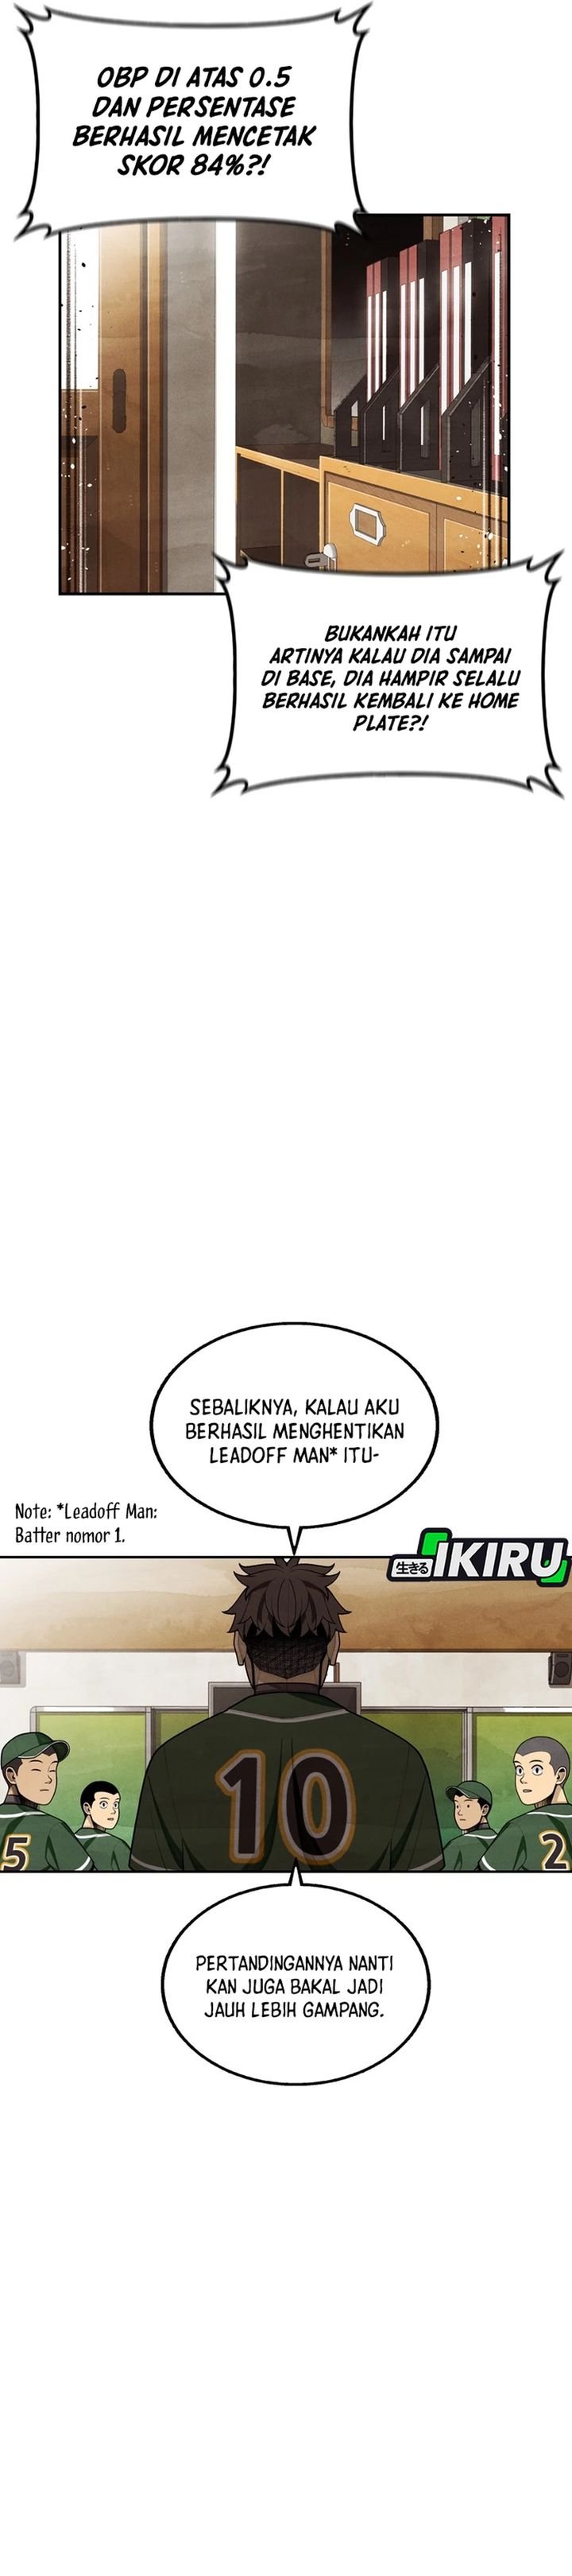 OBP DI ATAS 0.5
DAN PERSENTASE
BERHASIL MENCETAK
SKOR 84%?!
BUKANKAH ITU
ARTINYA KALAU DIA SAMPAI
DI BASE, DIA HAMPIR SELALU
BERHASIL KEMBALI KE HOME
PLATE?!
SEBALIKNYA, KALAU AKU
BERHASIL MENGHENTIKAN
LEADOFF MAN* ITU-
Note: *Leadoff Man:
Batter nomor 1.
生きる IKIRU
10
5
2
PERTANDINGANNYA NANTI
KAN JUGA BAKAL JADI
JAUH LEBIH GAMPANG.